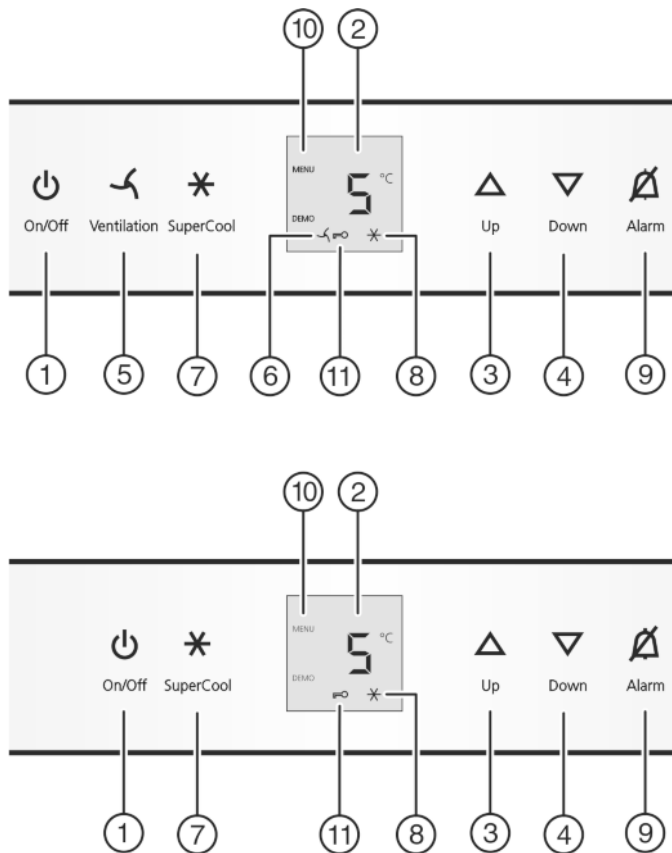 10 2
MENU
5 °C
DEMO
On/Off Ventilation SuperCool Up Down Alarm
1 5 7 6 11 8 3 4 9
10 2
MENU
5 °C
DEMO
On/Off SuperCool Up Down Alarm
1 7 11 8 3 4 9